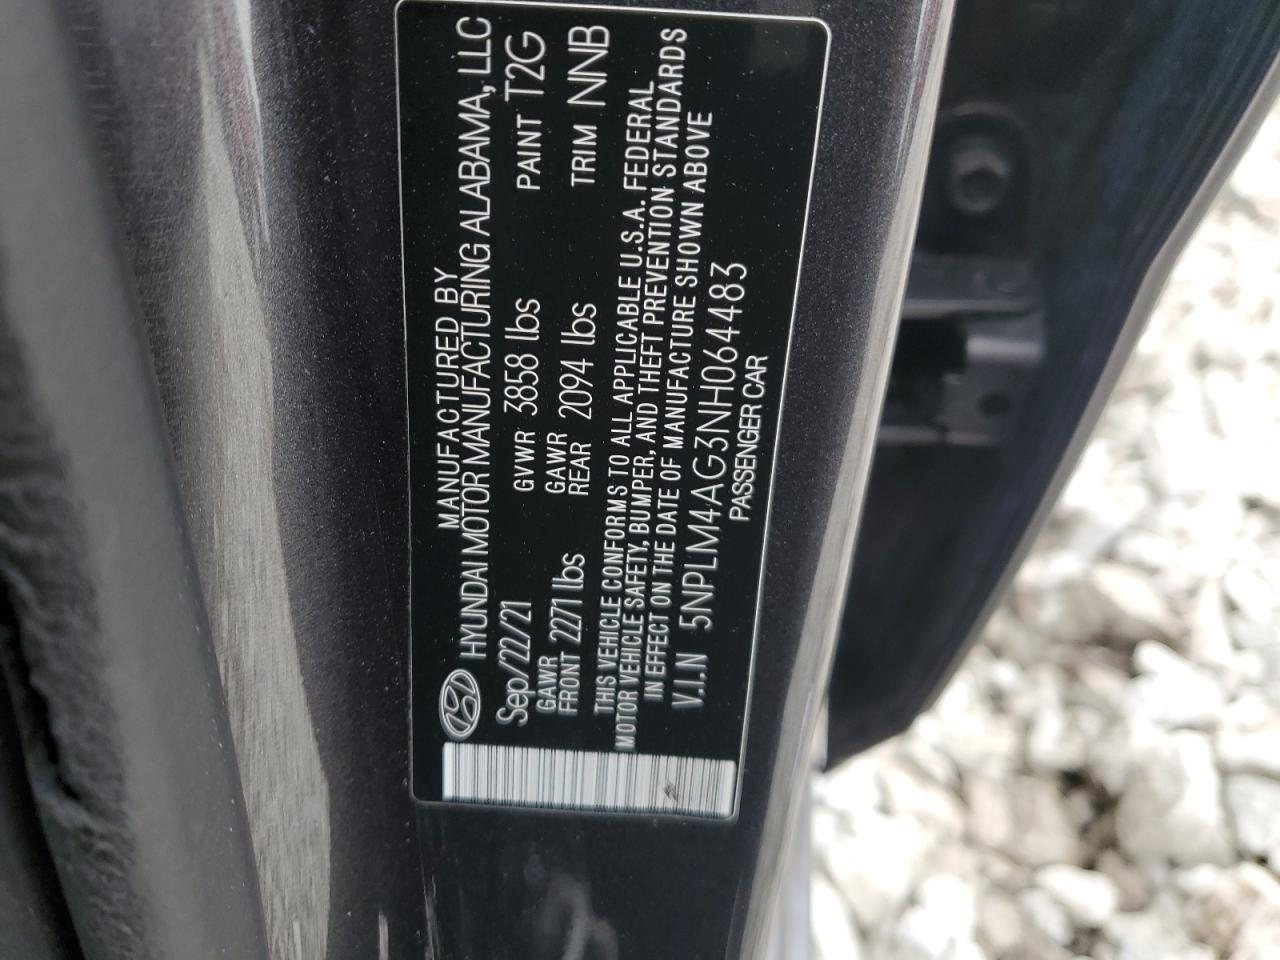 MANUFACTURED BY
HYUNDAI MOTOR MANUFACTURING ALABAMA, LLC
Sep/22/21 GVWR 3858 lbs PAINT T2G
GAWR FRONT 2271 lbs GAWR REAR 2094 lbs TRIM NNB
THIS VEHICLE CONFORMS TO ALL APPLICABLE U.S.A. FEDERAL
MOTOR VEHICLE SAFETY, BUMPER, AND THEFT PREVENTION STANDARDS
IN EFFECT ON THE DATE OF MANUFACTURE SHOWN ABOVE
V.I.N 5NPLM4AG3NH064483
PASSENGER CAR